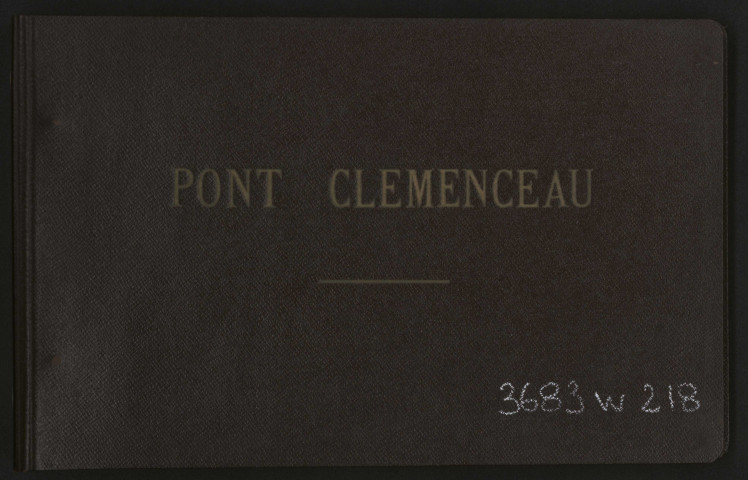 PONT CLEMENCEAU
3683 W 218